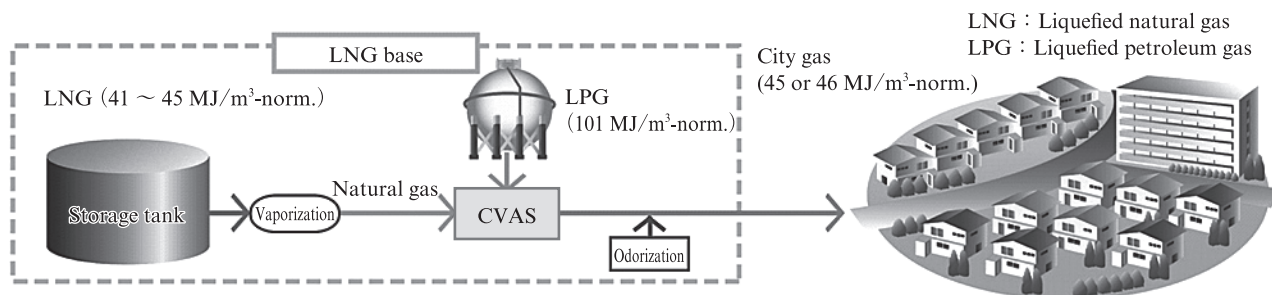 LNG : Liquefied natural gas
LPG : Liquefied petroleum gas
LNG base
City gas
(45 or 46 MJ/m³-norm.)
LNG (41 ～ 45 MJ/m³-norm.)
LPG
(101 MJ/m³-norm.)
Storage tank
Vaporization
Natural gas
CVAS
Odorization